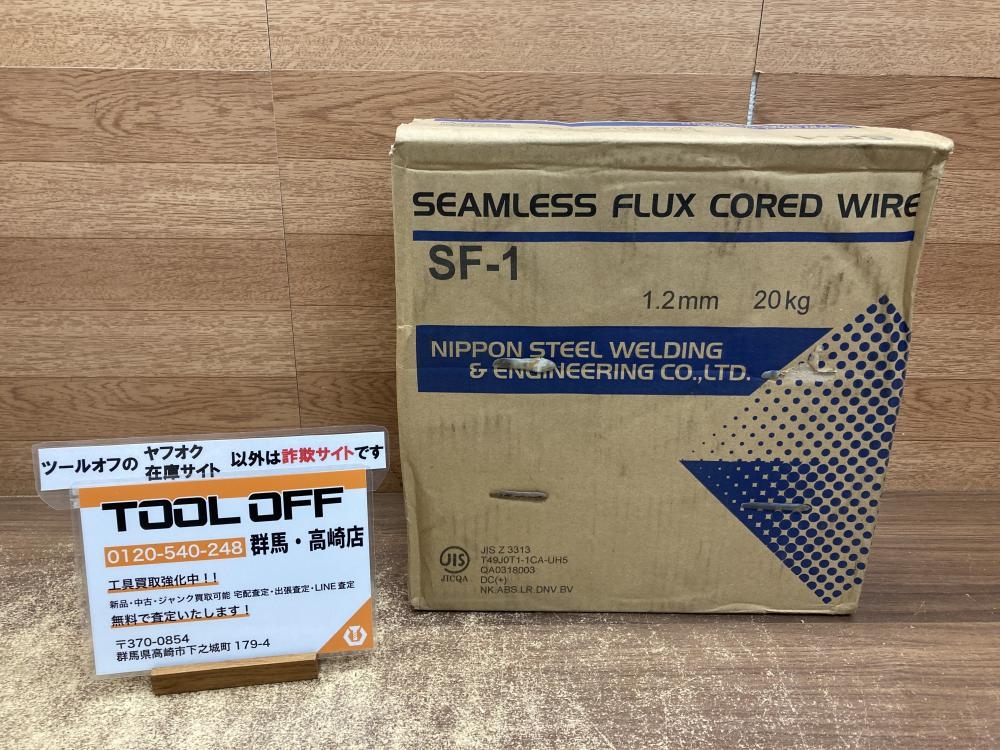 SEAMLESS FLUX CORED WIRE
SF-1
1.2mm 20kg
NIPPON STEEL WELDING
& ENGINEERING CO.,LTD.
JIS
JICQA
JIS Z 3313
T49J0T1-1CA-UH5
QA0318003
DC(+)
NK.ABS.LR.DNV.BV
ツールオフの ヤフオク 在庫サイト 以外は詐欺サイトです
TOOL OFF
0120-540-248 群馬・高崎店
工具買取強化中!!
新品・中古・ジャンク買取可能 宅配査定・出張査定・LINE査定
無料で査定いたします!
〒370-0854
群馬県高崎市下之城町179-4